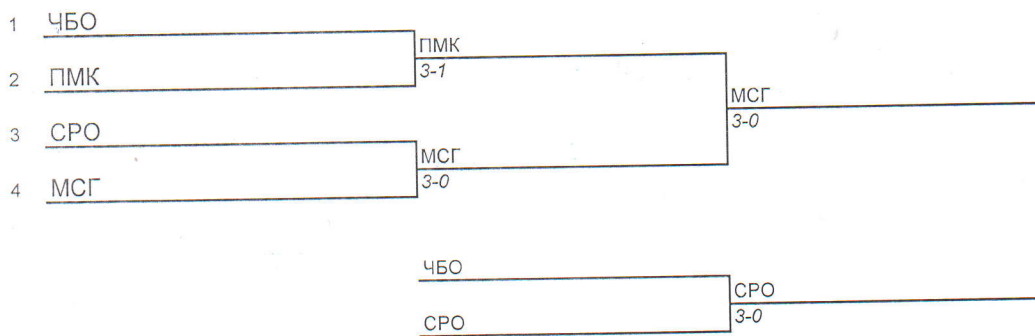 1 ЧБО
ПМК
3-1
2 ПМК
МСГ
3-0
3 СРО
МСГ
3-0
4 МСГ
ЧБО
СРО
3-0
СРО